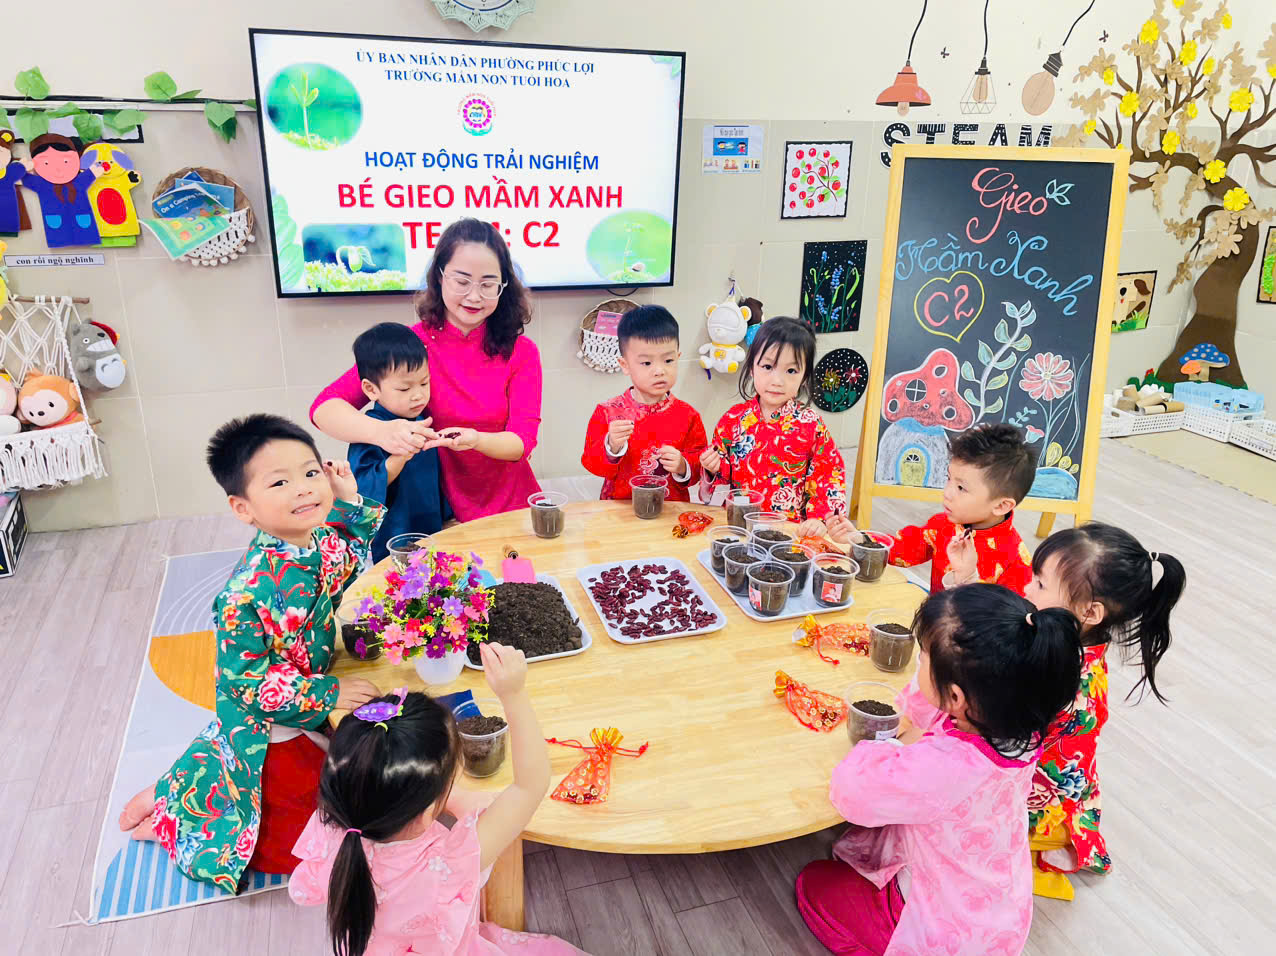 ỦY BAN NHÂN DÂN PHƯỜNG PHÚC LỢI
TRƯỜNG MẦM NON TUỔI HOA
HOẠT ĐỘNG TRẢI NGHIỆM
BÉ GIEO MẦM XANH
C2
STEAM
Gieo
Mầm Xanh
C2
con rối ngộ nghĩnh